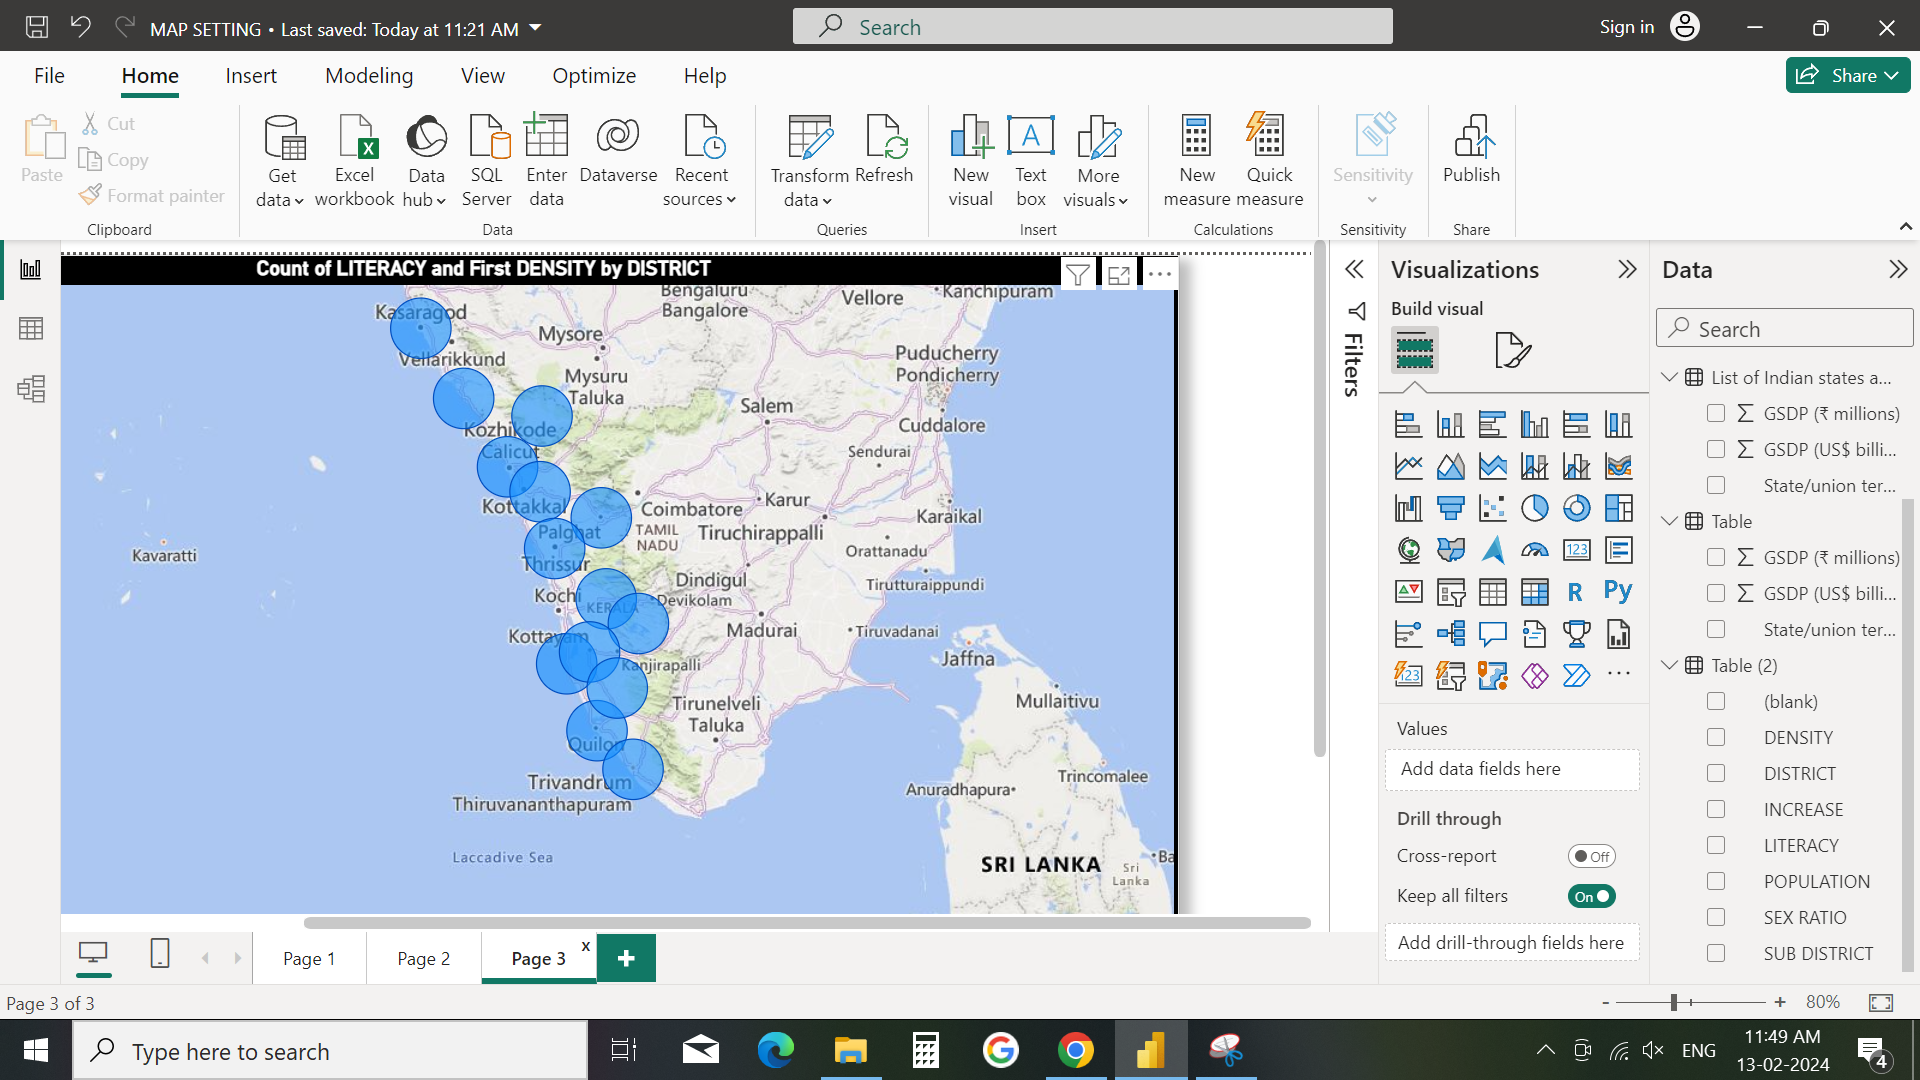 MAP SETTING • Last saved: Today at 11:21 AM
Search
Sign in
File
Home
Insert
Modeling
View
Optimize
Help
Share
Paste
Cut
Copy
Format painter
Clipboard
Get data
Excel workbook
Data hub
SQL Server
Enter data
Dataverse
Recent sources
Data
Transform data
Refresh
Queries
New visual
Text box
More visuals
Insert
New measure
Quick measure
Calculations
Sensitivity
Sensitivity
Publish
Share
Count of LITERACY and First DENSITY by DISTRICT
Kasaragod
Vellarikkund
Kozhikode
Calicut
Kottakkal
Palghat
Thrissur
Kochi
KERALA
Kottayam
Kanjirapalli
Quilon
Trivandrum
Thiruvananthapuram
Kavaratti
Laccadive Sea
Bengaluru
Bangalore
Vellore
Kanchipuram
Mysore
Mysuru
Taluka
Puducherry
Pondicherry
Salem
Cuddalore
Sendurai
Karur
Coimbatore
Tiruchirappalli
TAMIL
NADU
Karaikal
Orattanadu
Tirutturaippundi
Dindigul
Devikolam
Madurai
Tiruvadanai
Jaffna
Mullaitivu
Tirunelveli
Taluka
Trincomalee
Anuradhapura
SRI LANKA
Sri
Lanka
Ba
Filters
Visualizations
Build visual
123
R
Py
123
Values
Add data fields here
Drill through
Cross-report
Off
Keep all filters
On
Add drill-through fields here
Data
Search
List of Indian states a...
GSDP (₹ millions)
GSDP (US$ billi...
State/union ter...
Table
GSDP (₹ millions)
GSDP (US$ billi...
State/union ter...
Table (2)
(blank)
DENSITY
DISTRICT
INCREASE
LITERACY
POPULATION
SEX RATIO
SUB DISTRICT
Page 1
Page 2
Page 3
x
+
Page 3 of 3
- + 80%
Type here to search
ENG
11:49 AM
13-02-2024
4